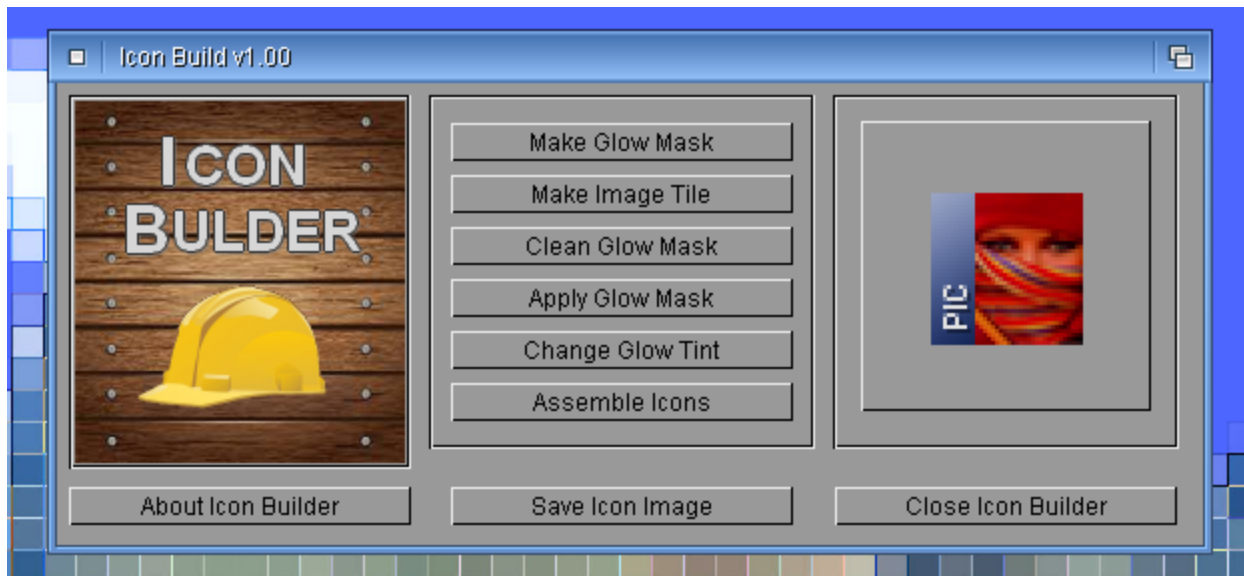 Icon Build v1.00
ICON
BULDER
Make Glow Mask
Make Image Tile
Clean Glow Mask
Apply Glow Mask
Change Glow Tint
Assemble Icons
PIC
About Icon Builder
Save Icon Image
Close Icon Builder